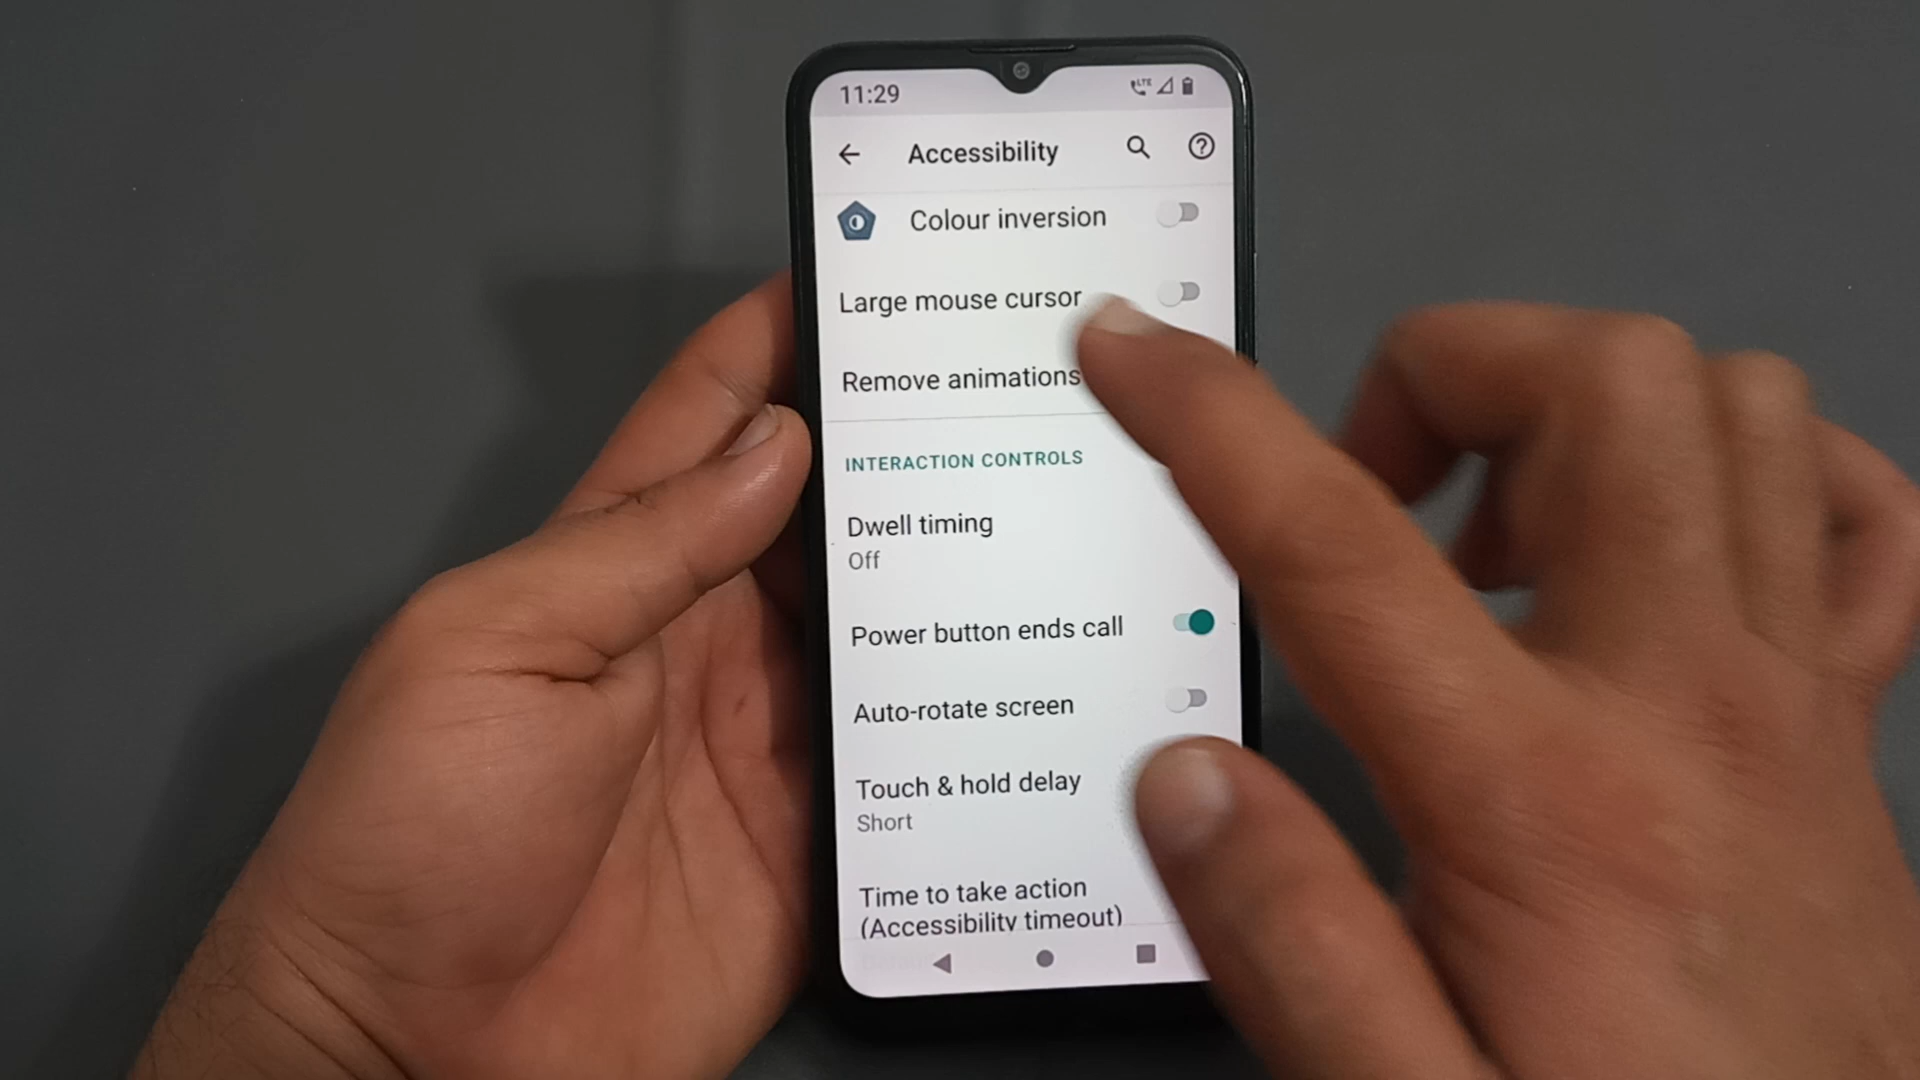 11:29
LTE
Accessibility
Colour inversion
Large mouse cursor
Remove animations
INTERACTION CONTROLS
Dwell timing
Off
Power button ends call
Auto-rotate screen
Touch & hold delay
Short
Time to take action
(Accessibility timeout)